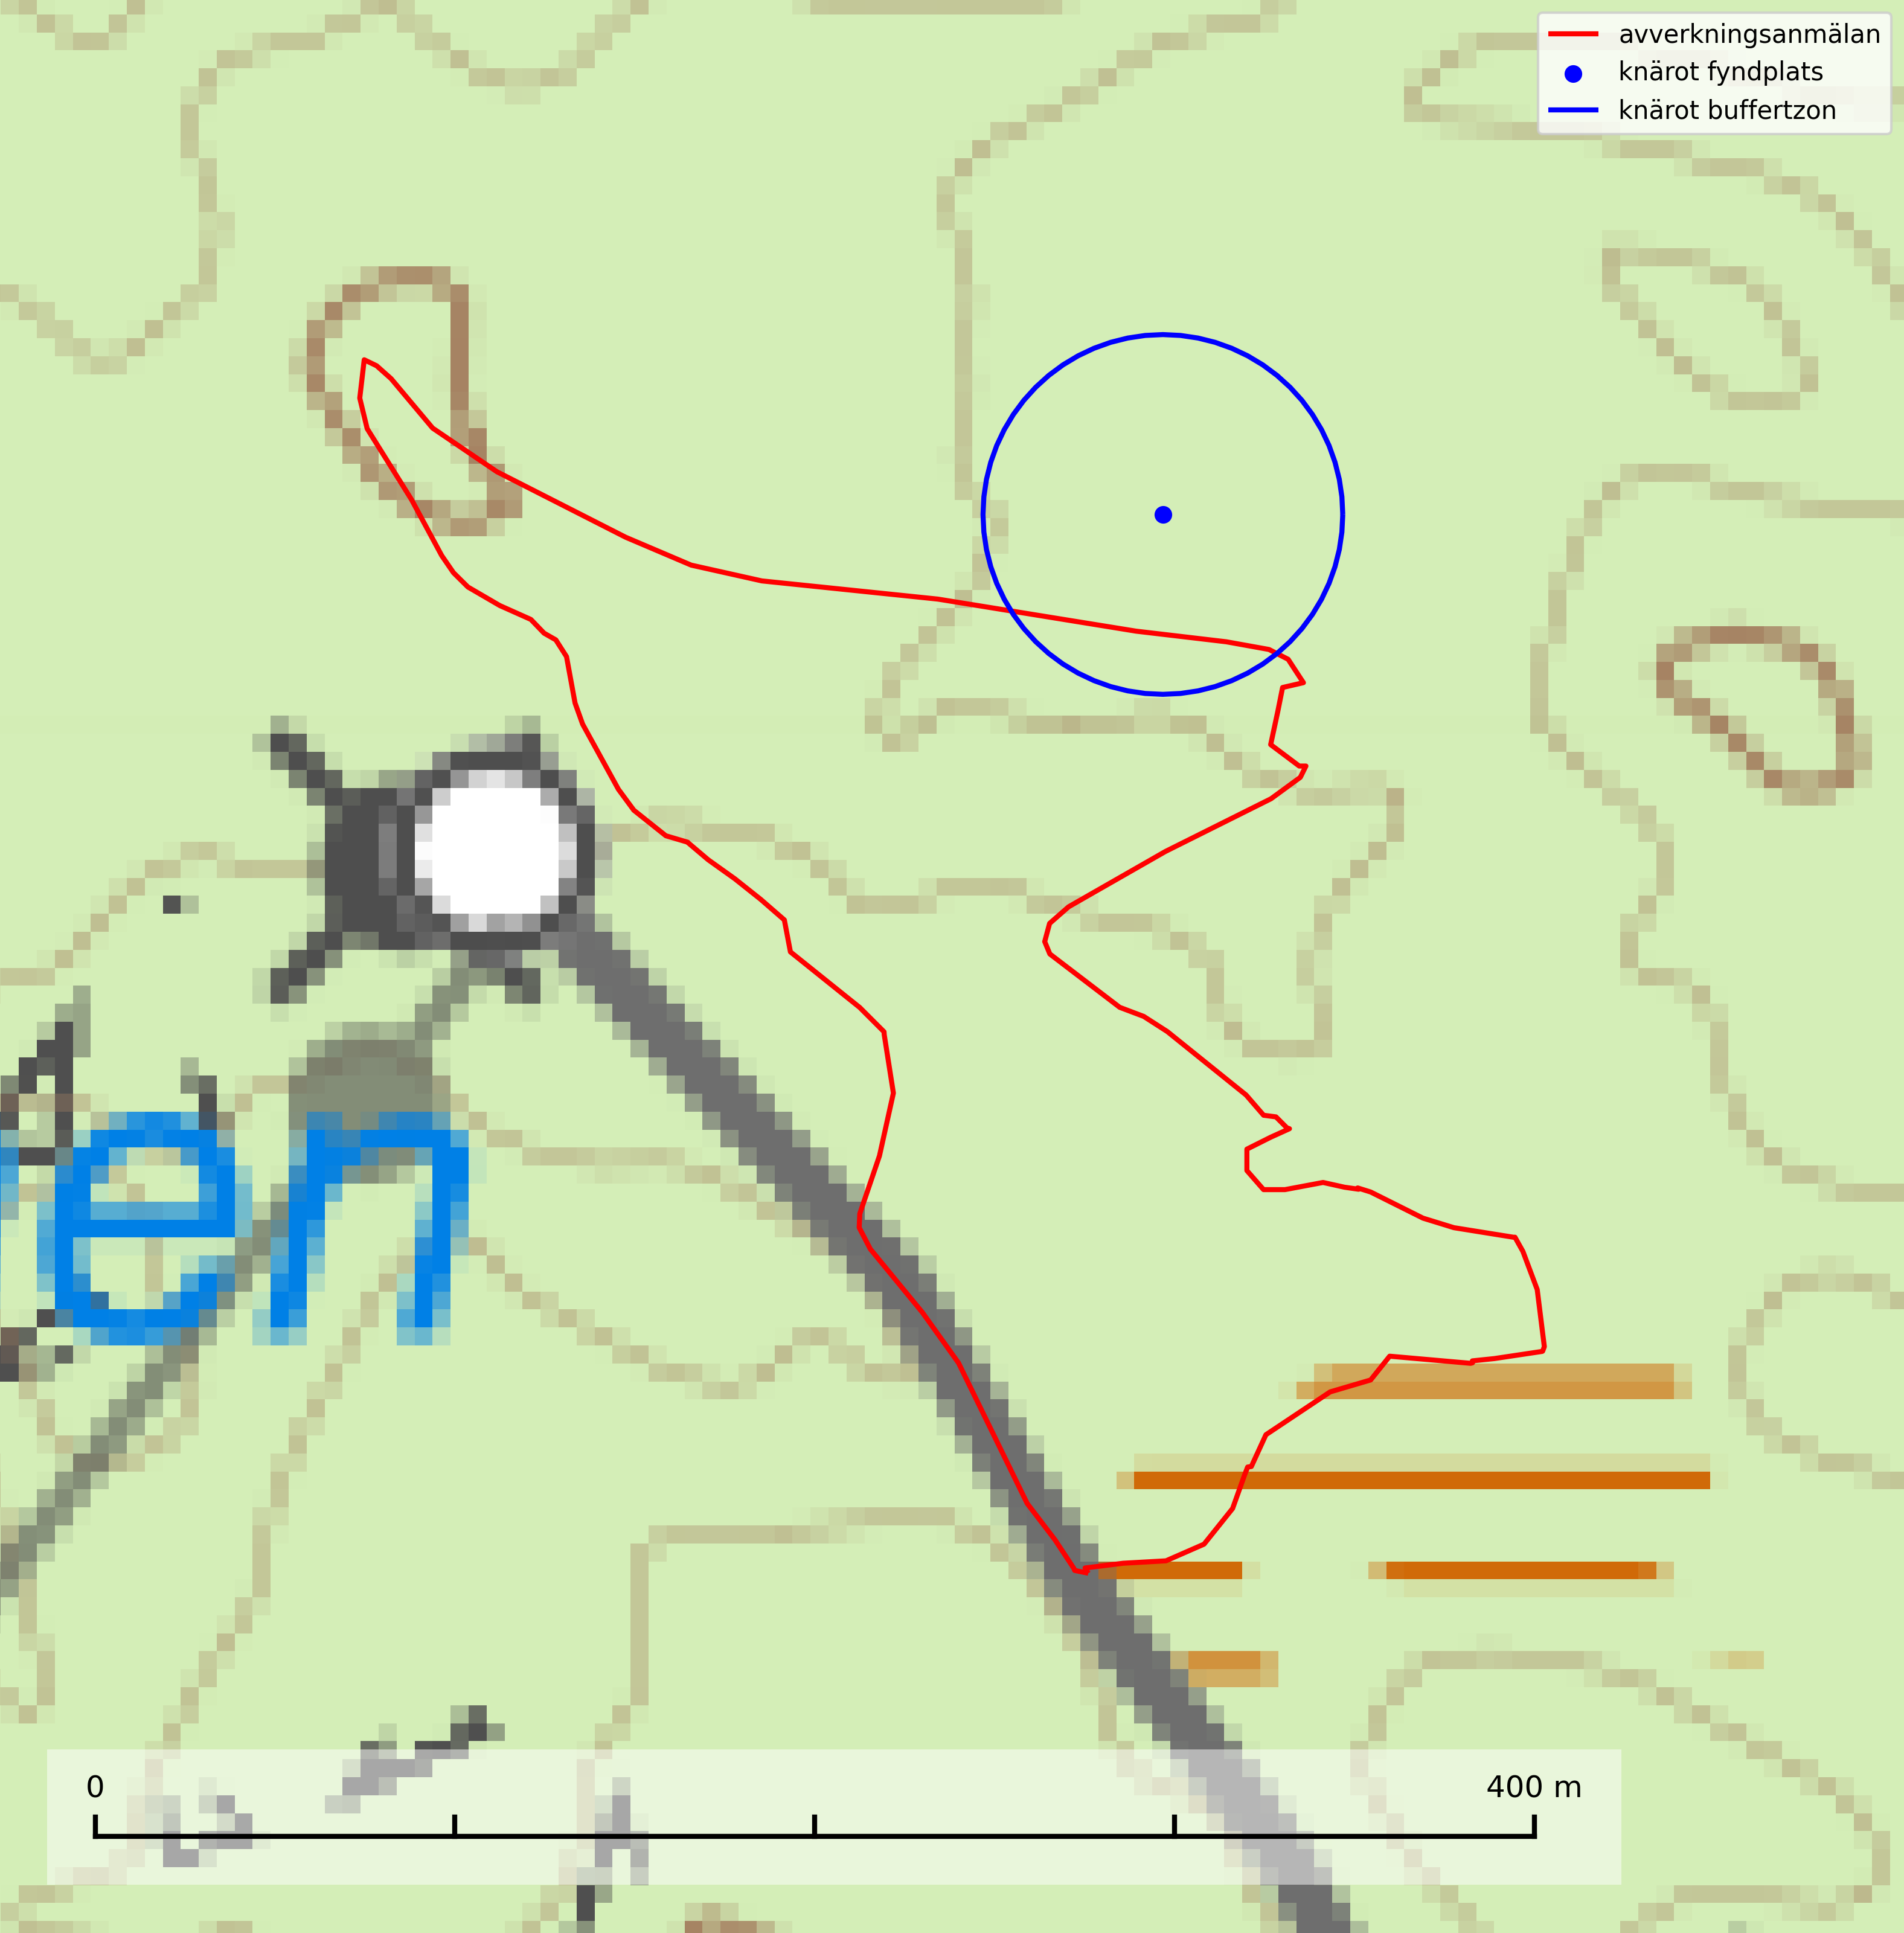 avverkningsanmälan
knärot fyndplats
knärot buffertzon
en
0 400 m